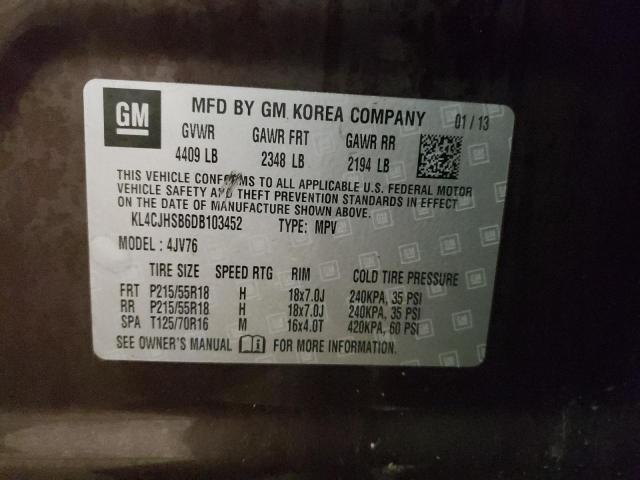 GM MFD BY GM KOREA COMPANY 01/13
GVWR GAWR FRT GAWR RR
4409 LB 2348 LB 2194 LB
THIS VEHICLE CONFORMS TO ALL APPLICABLE U.S. FEDERAL MOTOR
VEHICLE SAFETY AND THEFT PREVENTION STANDARDS IN EFFECT
ON THE DATE OF MANUFACTURE SHOWN ABOVE.
KL4CJHSB6DB103452 TYPE: MPV
MODEL : 4JV76
TIRE SIZE SPEED RTG RIM COLD TIRE PRESSURE
FRT P215/55R18 H 18x7.0J 240KPA, 35 PSI
RR P215/55R18 H 18x7.0J 240KPA, 35 PSI
SPA T125/70R16 M 16x4.0T 420KPA, 60 PSI
SEE OWNER'S MANUAL FOR MORE INFORMATION.